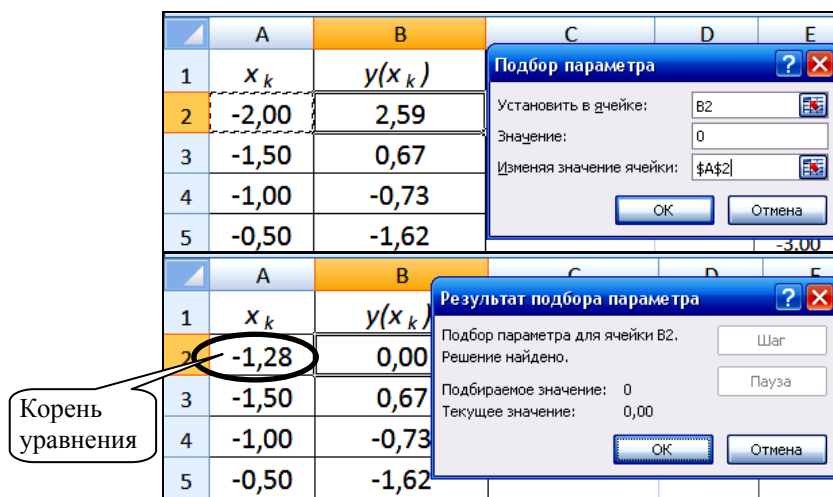 A B C D E
1 x k y(x k) Подбор параметра
2 -2,00 2,59 Установить в ячейке: B2
Значение: 0
3 -1,50 0,67 Изменяя значение ячейки: $A$2
4 -1,00 -0,73 ОК Отмена
5 -0,50 -1,62 -3,00
A B C D E
1 x k y(x k) Результат подбора параметра
Подбор параметра для ячейки B2. Шаг
2 -1,28 0,00 Решение найдено.
Подбираемое значение: 0 Пауза
3 -1,50 0,67 Текущее значение: 0,00
Корень
уравнения
4 -1,00 -0,73 ОК Отмена
5 -0,50 -1,62